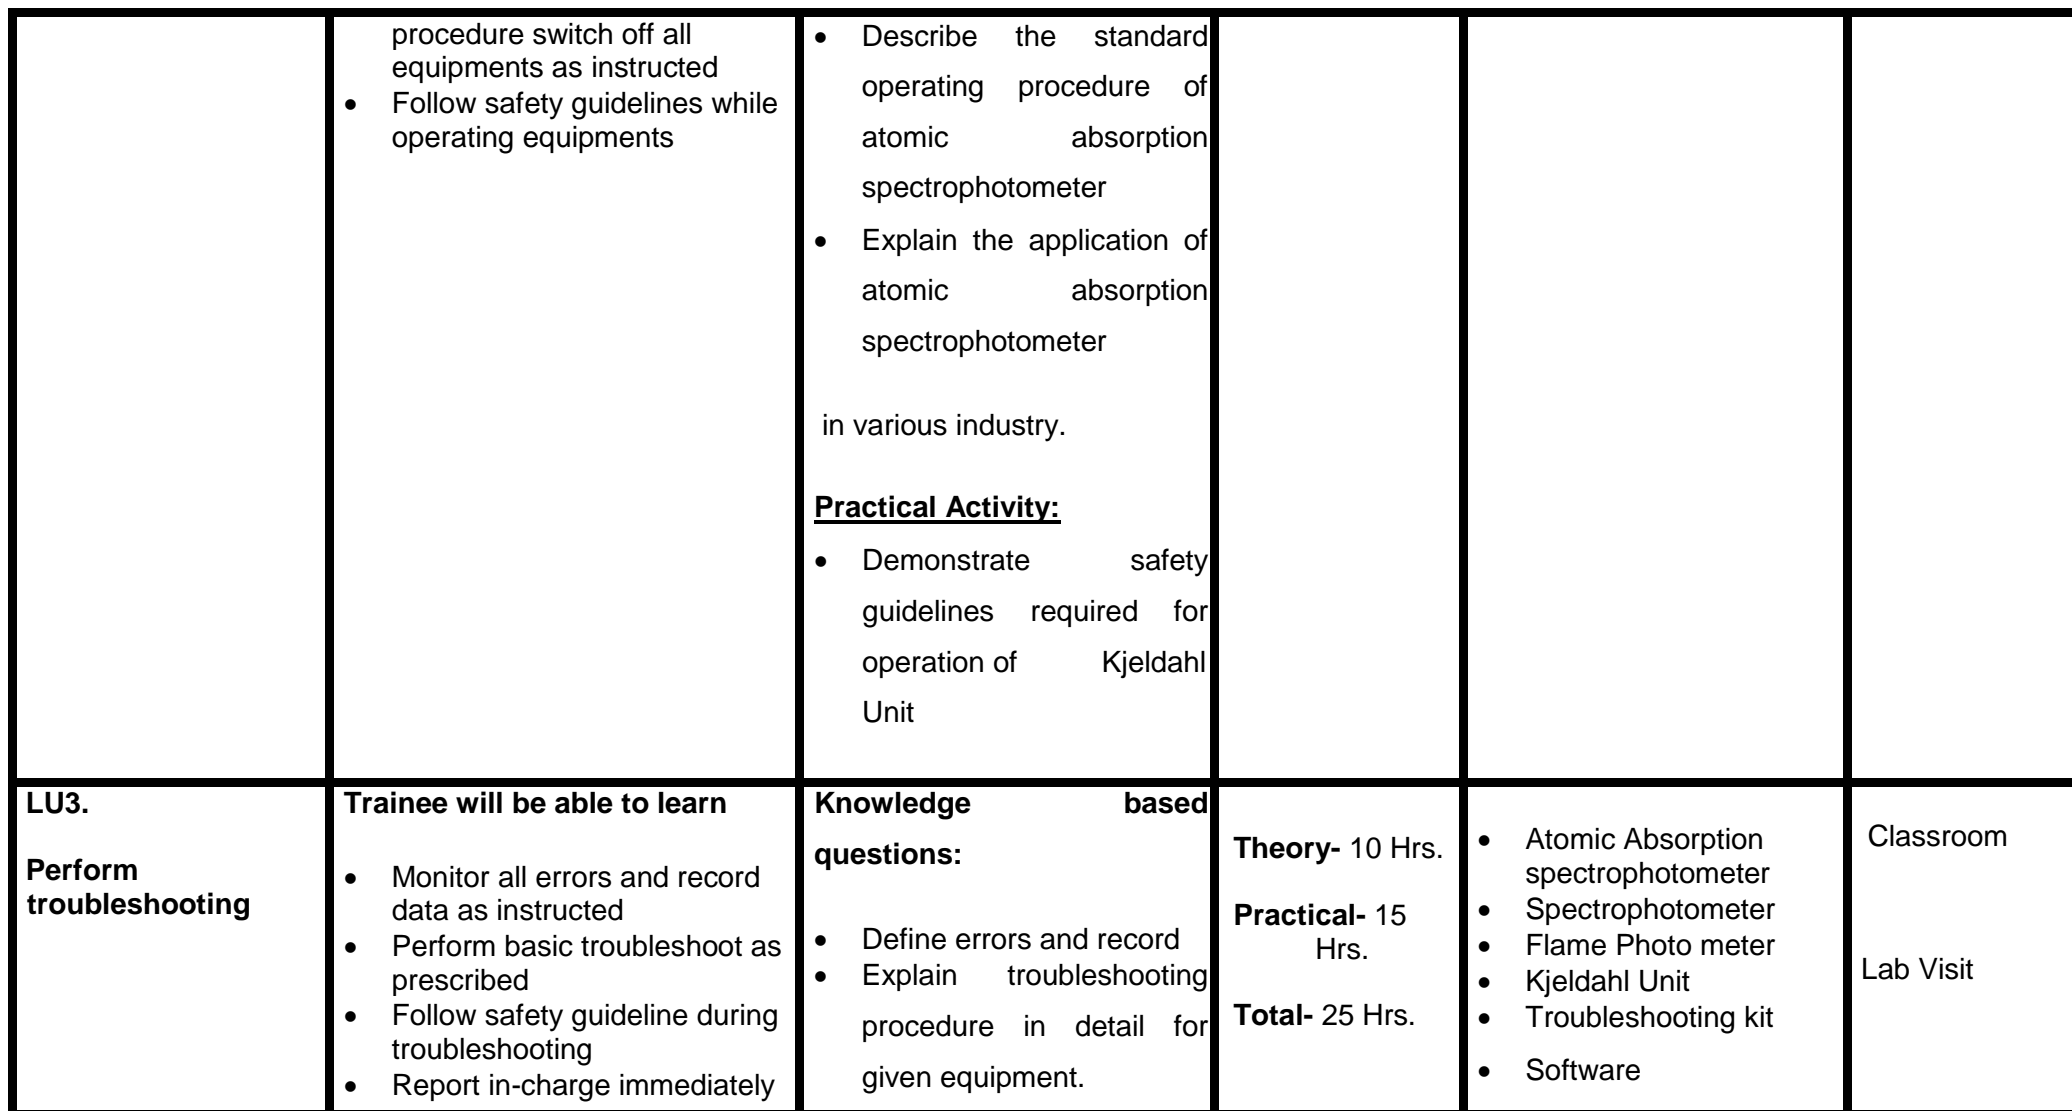 procedure switch off all
equipments as instructed
• Follow safety guidelines while
operating equipments
• Describe the standard
operating procedure of
atomic absorption
spectrophotometer
• Explain the application of
atomic absorption
spectrophotometer
in various industry.
Practical Activity:
• Demonstrate safety
guidelines required for
operation of Kjeldahl
Unit
LU3.
Perform
troubleshooting
Trainee will be able to learn
• Monitor all errors and record
data as instructed
• Perform basic troubleshoot as
prescribed
• Follow safety guideline during
troubleshooting
• Report in-charge immediately
Knowledge based
questions:
• Define errors and record
• Explain troubleshooting
procedure in detail for
given equipment.
Theory- 10 Hrs.
Practical- 15
Hrs.
Total- 25 Hrs.
• Atomic Absorption
spectrophotometer
• Spectrophotometer
• Flame Photo meter
• Kjeldahl Unit
• Troubleshooting kit
• Software
Classroom
Lab Visit